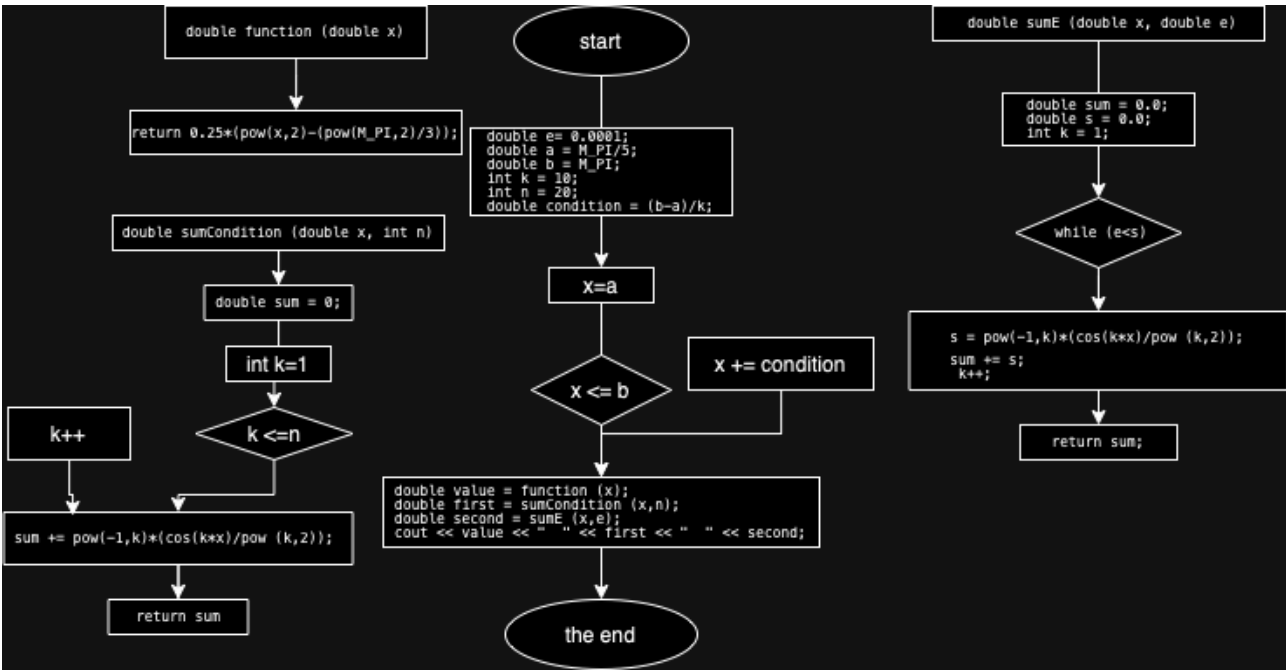 double function (double x)
return 0.25*(pow(x,2)-(pow(M_PI,2)/3));
double sumCondition (double x, int n)
double sum = 0;
int k=1
k <=n
k++
sum += pow(-1,k)*(cos(k*x)/pow (k,2));
return sum
start
double e= 0.0001;
double a = M_PI/5;
double b = M_PI;
int k = 10;
int n = 20;
double condition = (b-a)/k;
x=a
x <= b
x += condition
double value = function (x);
double first = sumCondition (x,n);
double second = sumE (x,e);
cout << value << "  " << first << "  " << second;
the end
double sumE (double x, double e)
double sum = 0.0;
double s = 0.0;
int k = 1;
while (e<s)
s = pow(-1,k)*(cos(k*x)/pow (k,2));
sum += s;
k++;
return sum;